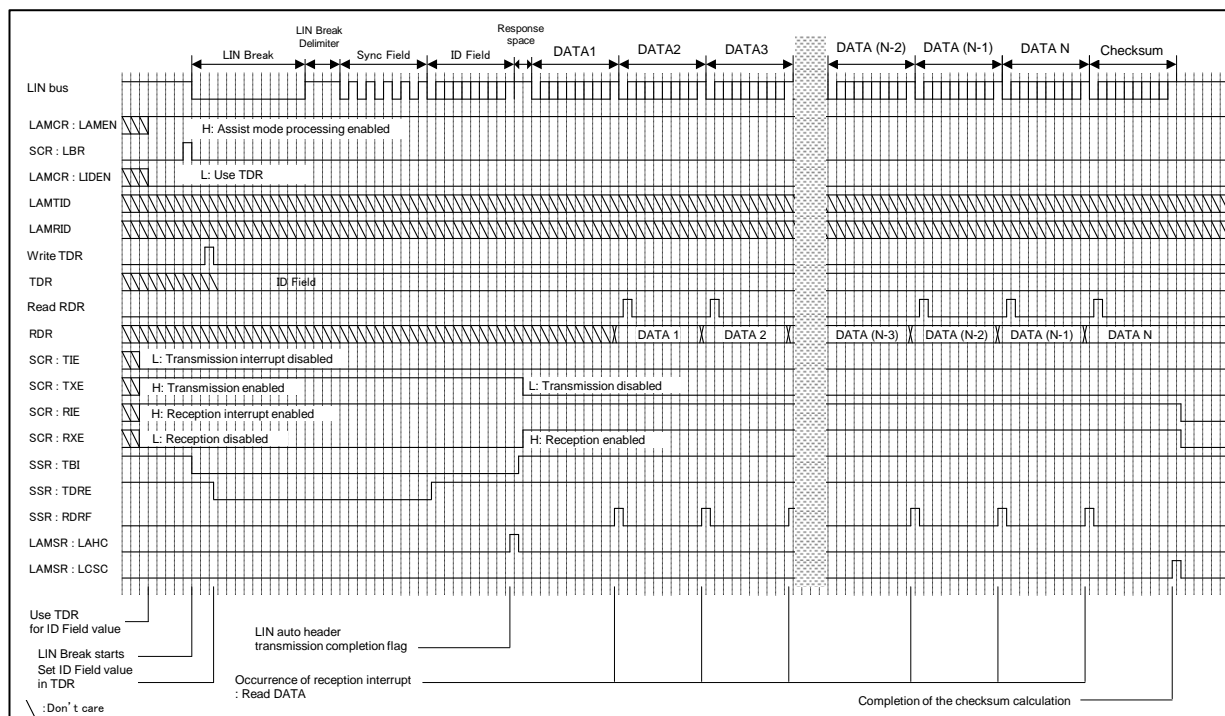 LIN Break
LIN Break
Delimiter
Sync Field
ID Field
Response
space
DATA1
DATA2
DATA3
DATA (N-2)
DATA (N-1)
DATA N
Checksum
LIN bus
LAMCR : LAMEN
H: Assist mode processing enabled
SCR : LBR
LAMCR : LIDEN
L: Use TDR
LAMTID
LAMRID
Write TDR
TDR
ID Field
Read RDR
RDR
DATA 1
DATA 2
DATA (N-3)
DATA (N-2)
DATA (N-1)
DATA N
SCR : TIE
L: Transmission interrupt disabled
SCR : TXE
H: Transmission enabled
L: Transmission disabled
SCR : RIE
H: Reception interrupt enabled
SCR : RXE
L: Reception disabled
H: Reception enabled
SSR : TBI
SSR : TDRE
SSR : RDRF
LAMSR : LAHC
LAMSR : LCSC
Use TDR
for ID Field value
LIN Break starts
Set ID Field value
in TDR
LIN auto header
transmission completion flag
Occurrence of reception interrupt
: Read DATA
Completion of the checksum calculation
:Don't care